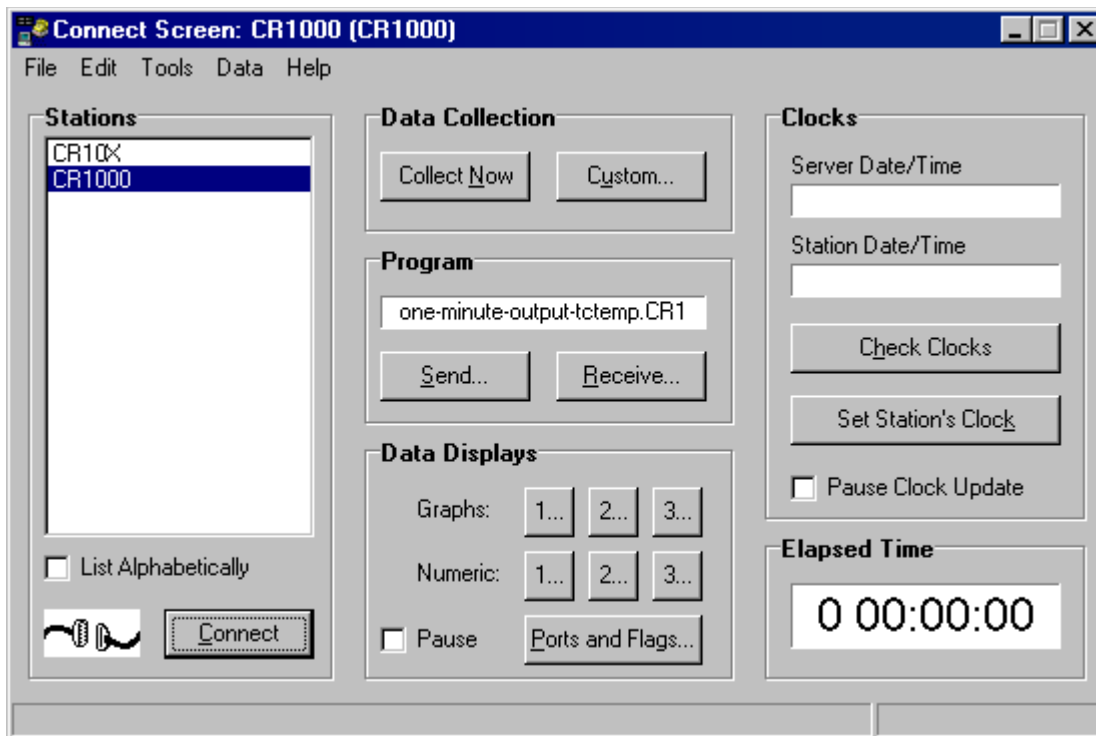 Connect Screen: CR1000 (CR1000)
File Edit Tools Data Help
Stations
CR10X
CR1000
List Alphabetically
Connect
Data Collection
Collect Now
Custom...
Program
one-minute-output-tctemp.CR1
Send...
Receive...
Data Displays
Graphs: 1... 2... 3...
Numeric: 1... 2... 3...
Pause
Ports and Flags...
Clocks
Server Date/Time
Station Date/Time
Check Clocks
Set Station's Clock
Pause Clock Update
Elapsed Time
0 00:00:00